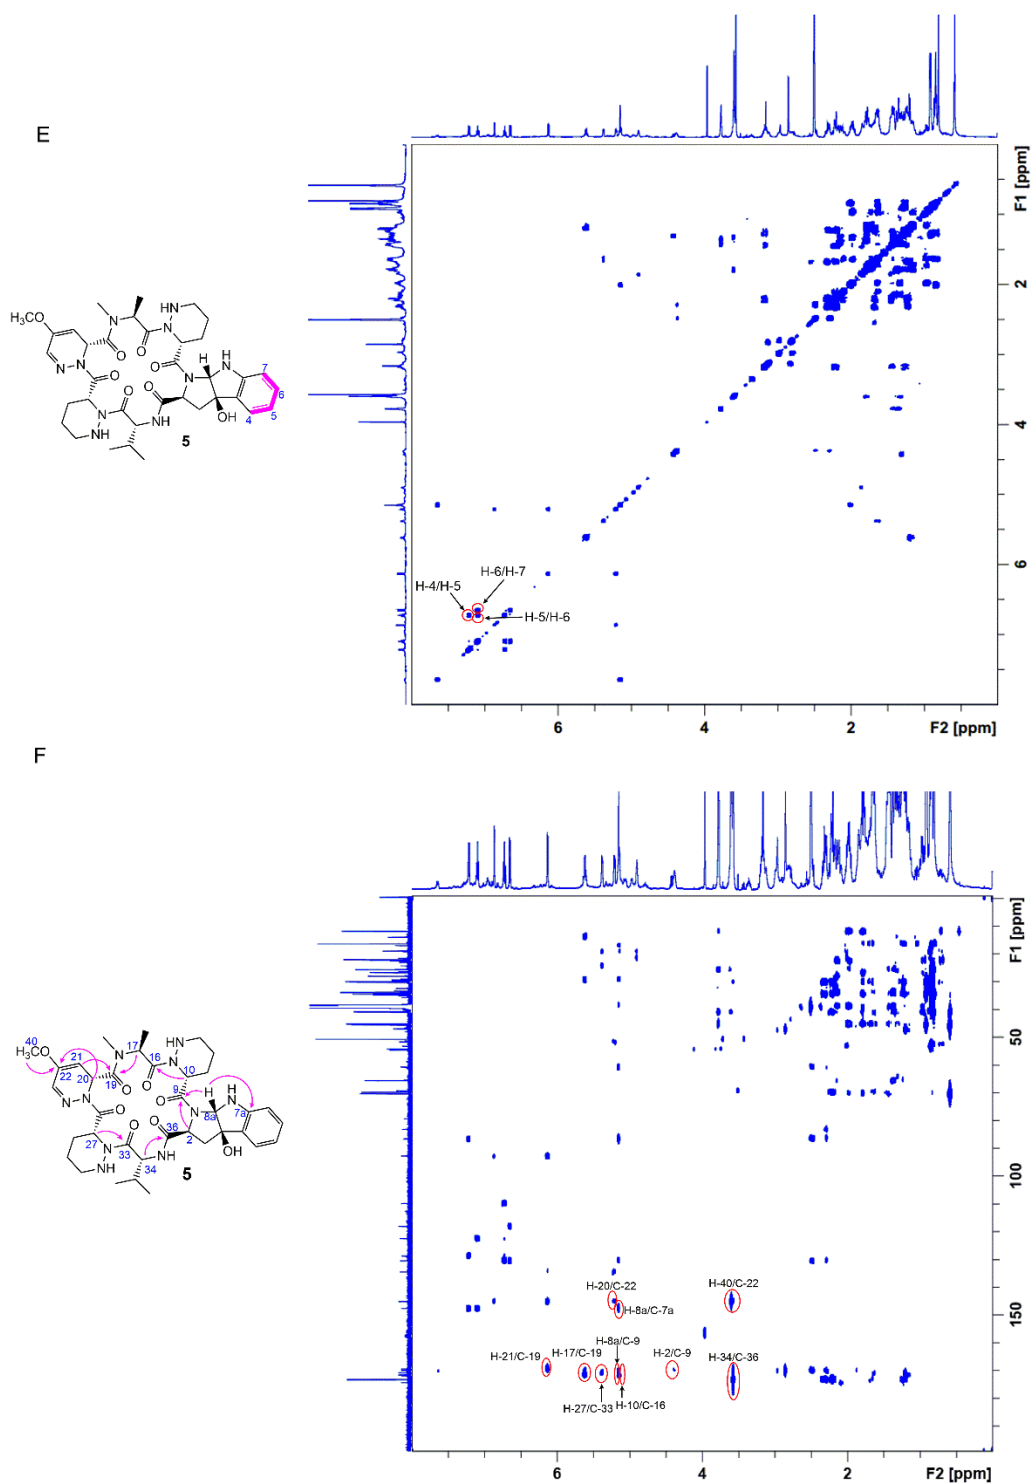 E
F1 [ppm]
2
4
6
6
4
2
F2 [ppm]
H-6/H-7
H-4/H-5
H-5/H-6
H₃CO
N
O
N
O
NH
N
O
N
N
O
O
N
NH
O
N
O
NH
H
N
H
7
6
5
4
OH
5
F
F1 [ppm]
50
100
150
6
4
2
F2 [ppm]
H-20/C-22
H-40/C-22
H-8a/C-7a
H-8a/C-9
H-21/C-19
H-17/C-19
H-2/C-9
H-34/C-36
H-27/C-33
H-10/C-16
40
H₃CO
21
22
20
19
O
N
17
16
O
N
NH
10
9
O
N
N
O
27
N
NH
33
O
34
NH
36
O
2
N
8a
H
H
N
7a
OH
5